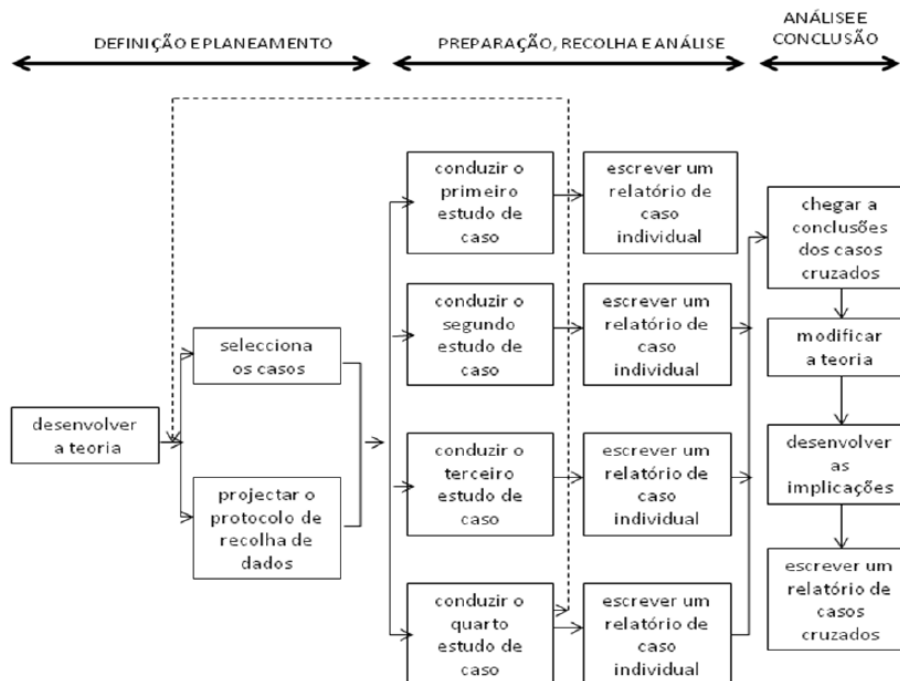 DEFINIÇÃO E PLANEAMENTO
PREPARAÇÃO, RECOLHA E ANÁLISE
ANÁLISE E
CONCLUSÃO
desenvolver
a teoria
selecciona
os casos
projectar o
protocolo de
recolha de
dados
conduzir o
primeiro
estudo de
caso
escrever um
relatório de
caso
individual
conduzir o
segundo
estudo de
caso
escrever um
relatório de
caso
individual
conduzir o
terceiro
estudo de
caso
escrever um
relatório de
caso
individual
conduzir o
quarto
estudo de
caso
escrever um
relatório de
caso
individual
chegar a
conclusões
dos casos
cruzados
modificar
a teoria
desenvolver
as
implicações
escrever um
relatório de
casos
cruzados